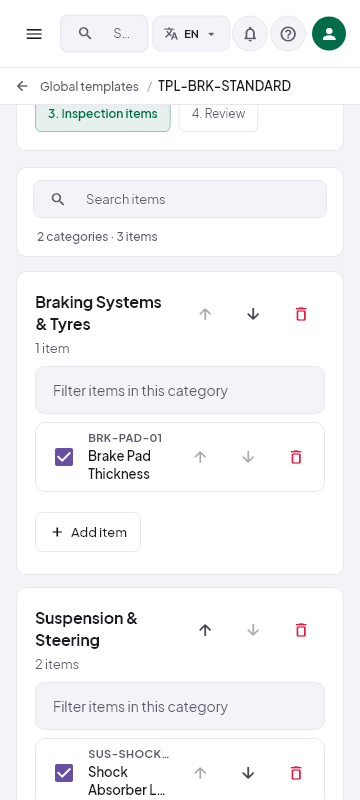 S...
EN
Global templates / TPL-BRK-STANDARD
3. Inspection items
4. Review
Search items
2 categories · 3 items
Braking Systems
& Tyres
1 item
Filter items in this category
BRK-PAD-01
Brake Pad
Thickness
+ Add item
Suspension &
Steering
2 items
Filter items in this category
SUS-SHOCK...
Shock
Absorber L...